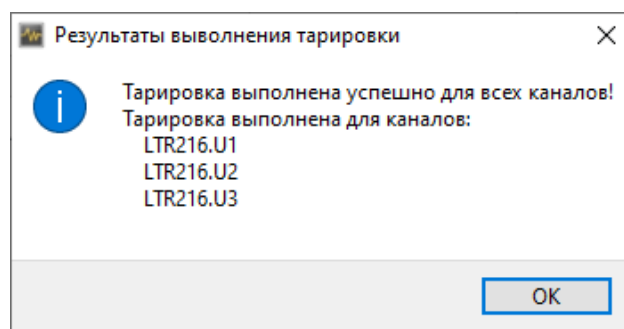 Результаты выволнения тарировки
Тарировка выполнена успешно для всех каналов!
Тарировка выполнена для каналов:
LTR216.U1
LTR216.U2
LTR216.U3
OK